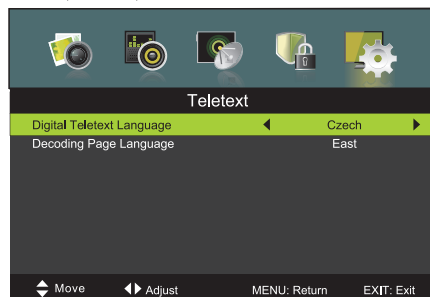 Teletext
Digital Teletext Language Czech
Decoding Page Language East
Move Adjust MENU: Return EXIT: Exit